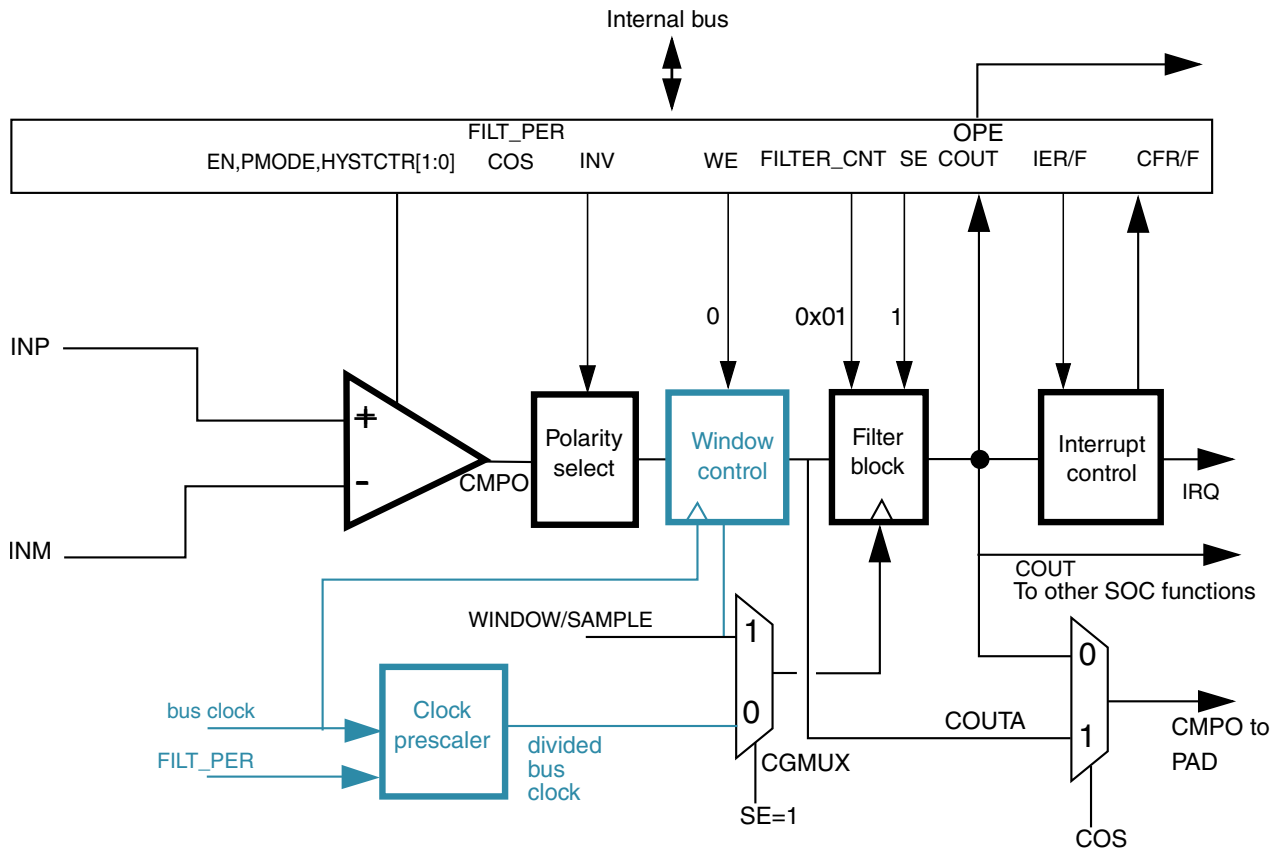 Internal bus
FILT_PER
OPE
EN,PMODE,HYSTCTR[1:0]
COS
INV
WE
FILTER_CNT
SE
COUT
IER/F
CFR/F
0
0x01
1
INP
INM
+
-
CMPO
Polarity
select
Window
control
Filter
block
Interrupt
control
IRQ
COUT
To other SOC functions
WINDOW/SAMPLE
1
0
CGMUX
SE=1
bus clock
FILT_PER
Clock
prescaler
divided
bus
clock
COUTA
0
1
CMPO to
PAD
COS